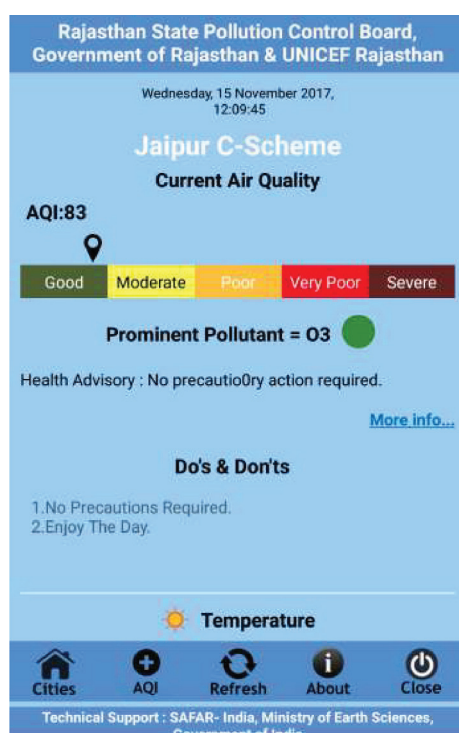 Rajasthan State Pollution Control Board,
Government of Rajasthan & UNICEF Rajasthan
Wednesday, 15 November 2017,
12:09:45
Jaipur C-Scheme
Current Air Quality
AQI:83
Good Moderate Poor Very Poor Severe
Prominent Pollutant = O3
Health Advisory : No precautio0ry action required.
More info...
Do's & Don'ts
1.No Precautions Required.
2.Enjoy The Day.
Temperature
Cities AQI Refresh About Close
Technical Support : SAFAR- India, Ministry of Earth Sciences,
Government of India